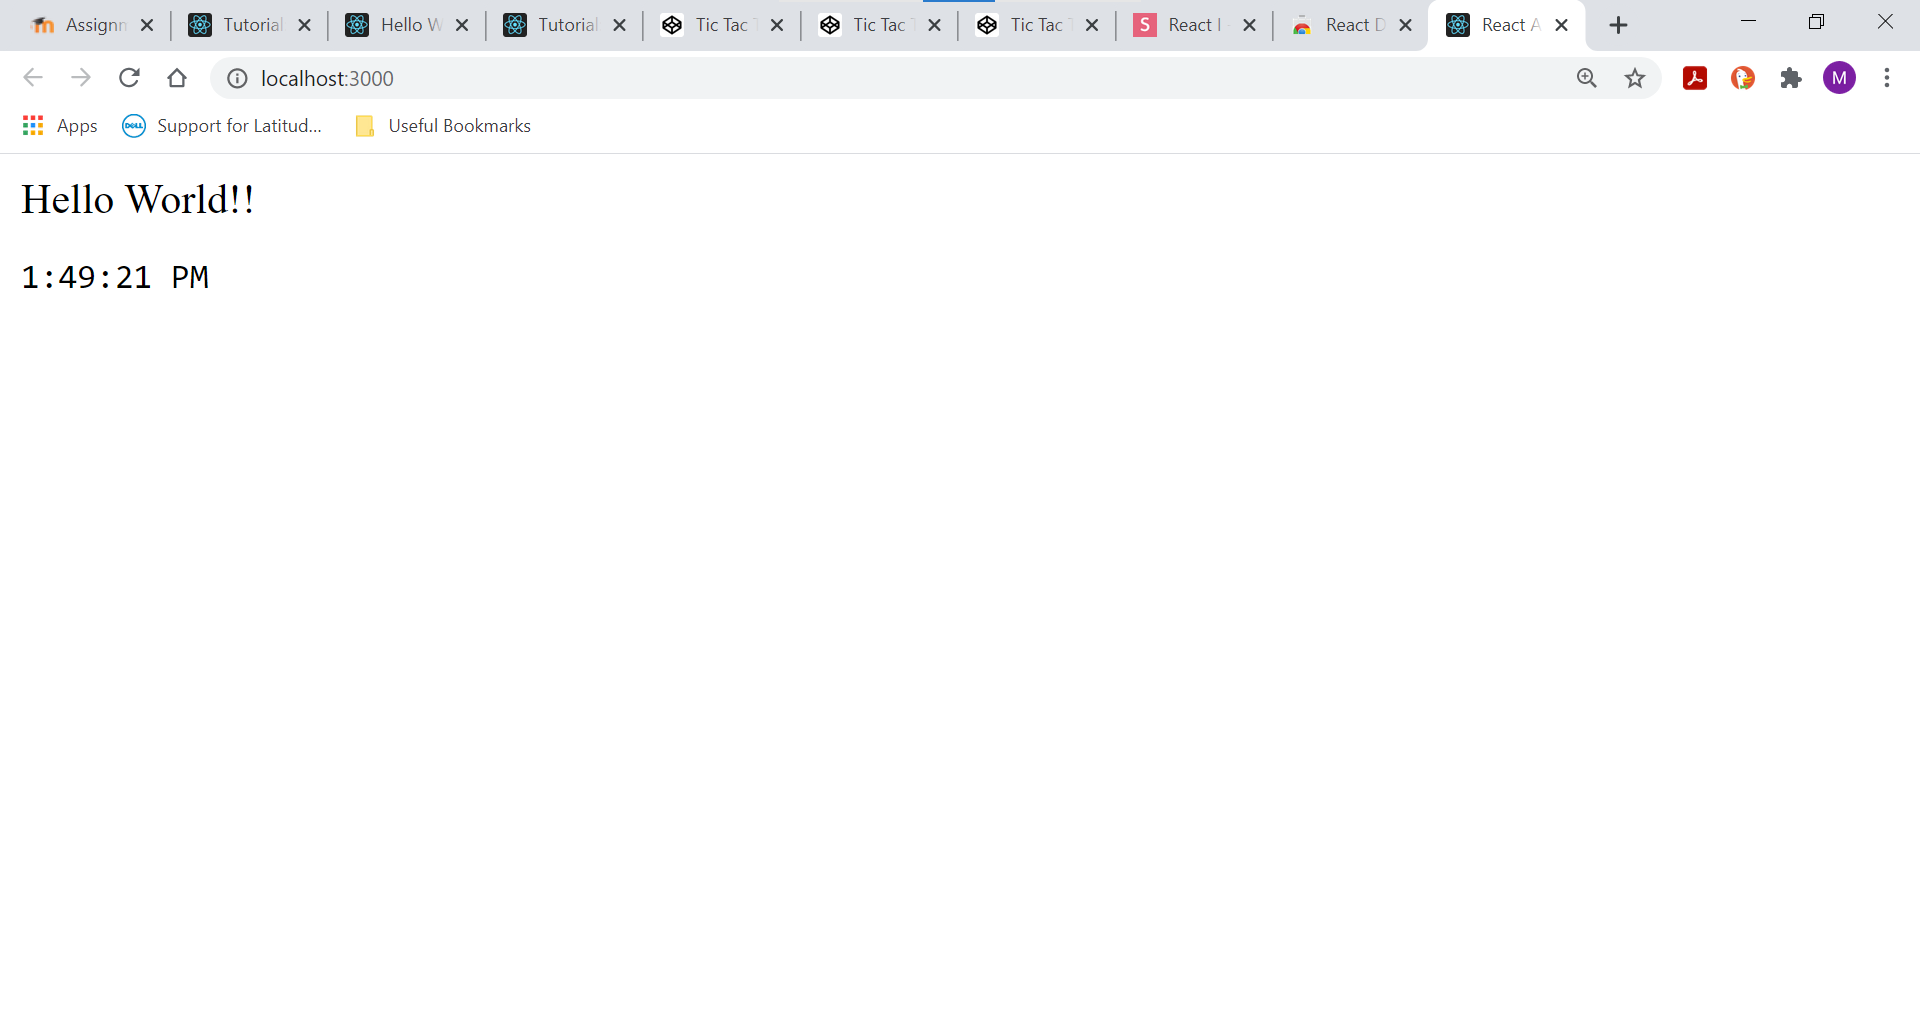 Assignn Tutorial Hello W Tutorial Tic Tac T Tic Tac T Tic Tac T React I React D React A
localhost:3000 M
Apps DELL Support for Latitud... Useful Bookmarks
Hello World!!
1:49:21 PM